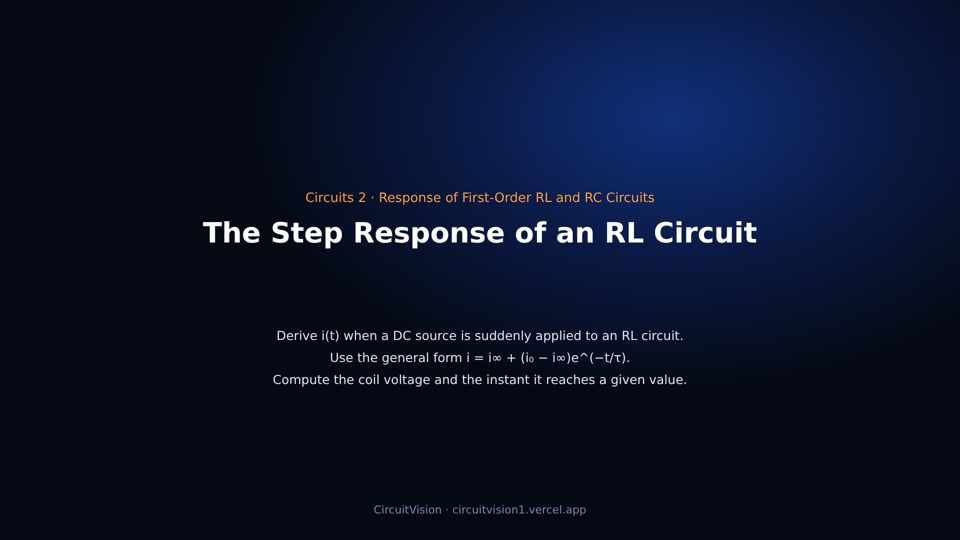 Circuits 2 · Response of First-Order RL and RC Circuits
The Step Response of an RL Circuit
Derive i(t) when a DC source is suddenly applied to an RL circuit.
Use the general form i = i∞ + (i₀ − i∞)e^(−t/τ).
Compute the coil voltage and the instant it reaches a given value.
CircuitVision · circuitvision1.vercel.app